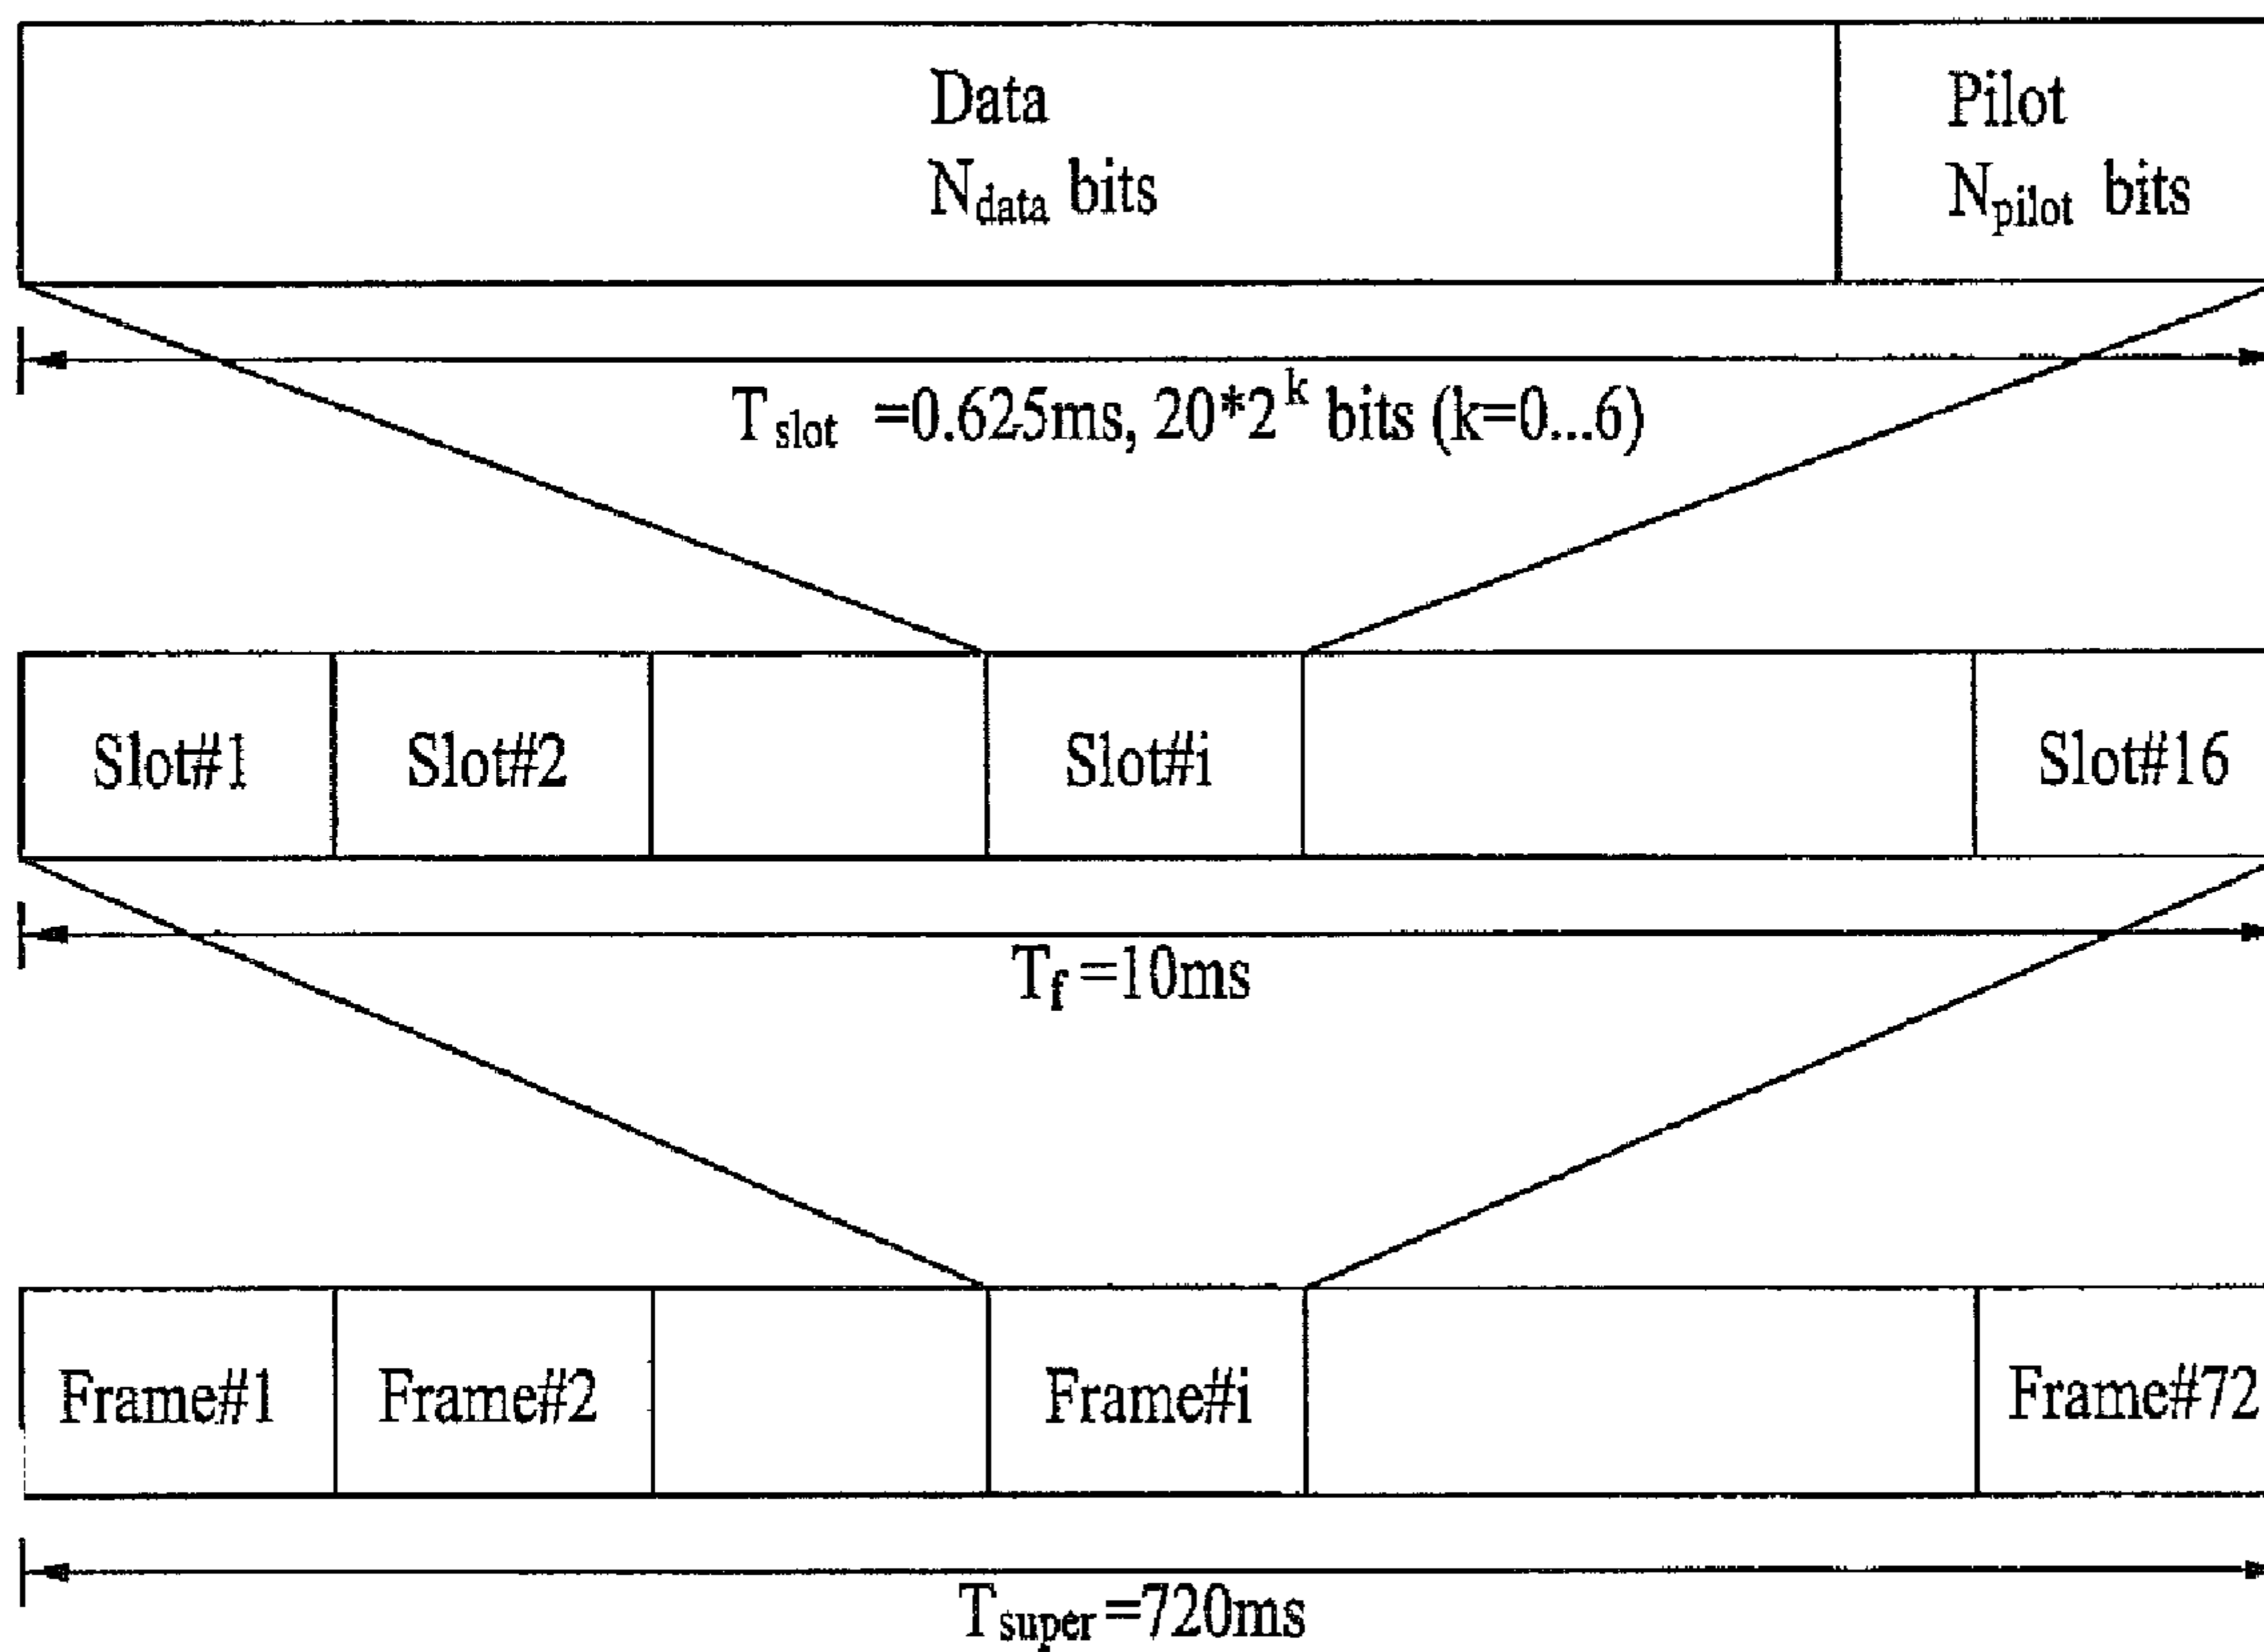 Data
N_data bits
Pilot
N_pilot bits
T_slot =0.625ms, 20*2^k bits (k=0...6)
Slot#1 Slot#2 Slot#i Slot#16
T_f=10ms
Frame#1 Frame#2 Frame#i Frame#72
T_super=720ms